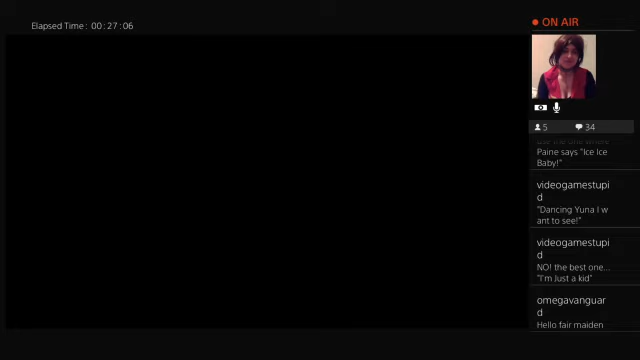 Elapsed Time : 00 : 27 : 06
ON AIR
5
34
Paine says "Ice Ice
Baby!"
videogamestupi
d
"Dancing Yuna I w
ant to see!"
videogamestupi
d
NO! the best one...
"I'm Just a kid"
omegavanguar
d
Hello fair maiden